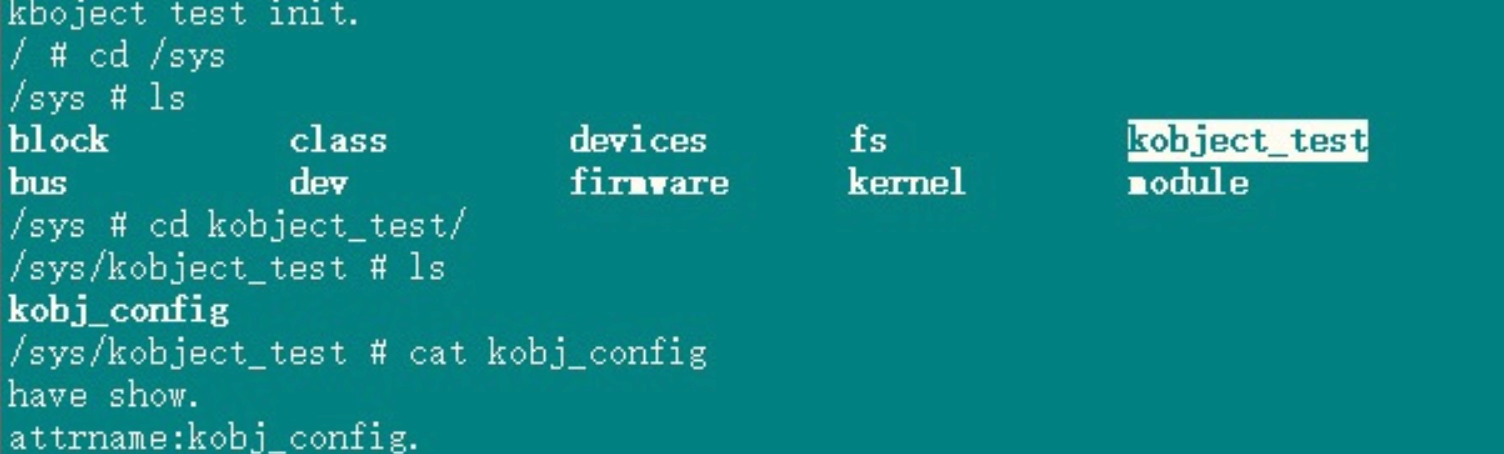 kboject test init.
/ # cd /sys
/sys # ls
block class devices fs kobject_test
bus dev firmware kernel module
/sys # cd kobject_test/
/sys/kobject_test # ls
kobj_config
/sys/kobject_test # cat kobj_config
have show.
attrname:kobj_config.